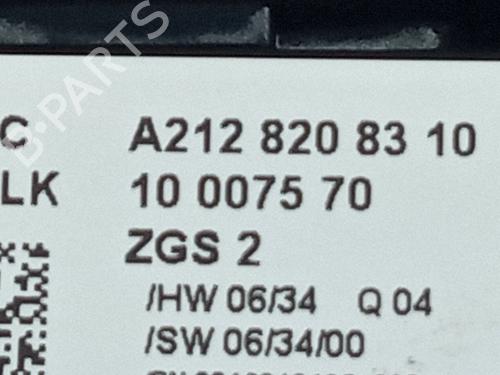 B-PARTS
C A212 820 83 10
LK 10 0075 70
ZGS 2
/HW 06/34 Q 04
/SW 06/34/00